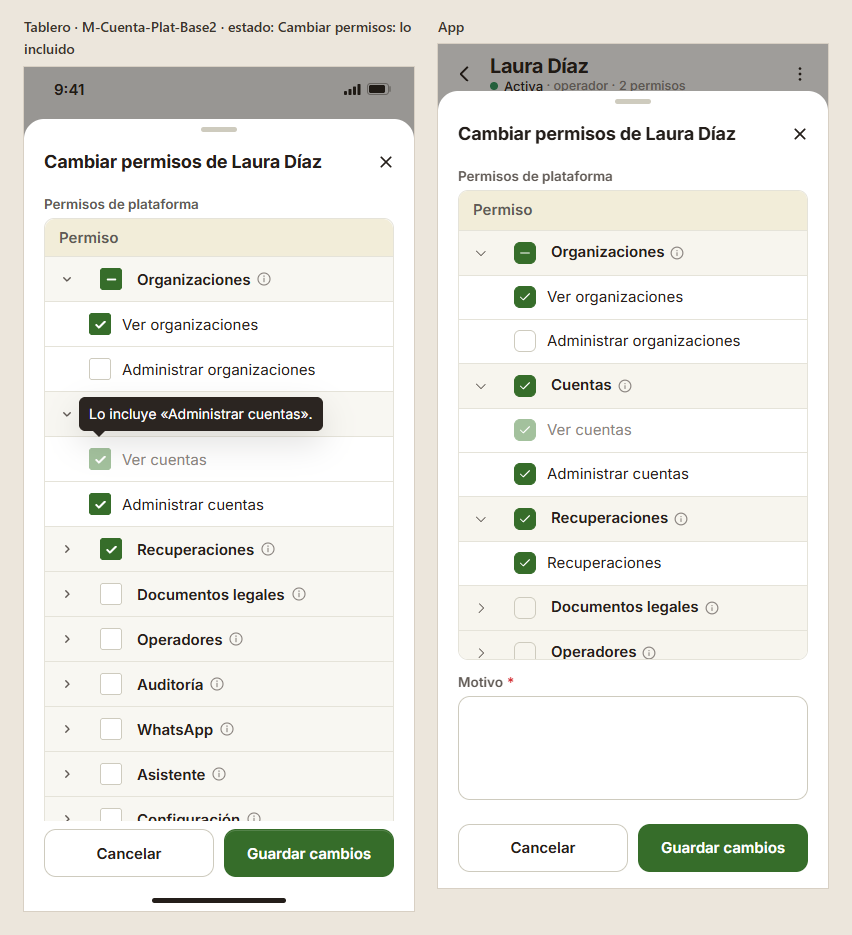 Tablero · M-Cuenta-Plat-Base2 · estado: Cambiar permisos: lo
incluido
9:41
Cambiar permisos de Laura Díaz
Permisos de plataforma
Permiso
Organizaciones
Ver organizaciones
Administrar organizaciones
Lo incluye «Administrar cuentas».
Ver cuentas
Administrar cuentas
Recuperaciones
Documentos legales
Operadores
Auditoría
WhatsApp
Asistente
Configuración
Cancelar
Guardar cambios
App
Laura Díaz
Activa · operador · 2 permisos
Cambiar permisos de Laura Díaz
Permisos de plataforma
Permiso
Organizaciones
Ver organizaciones
Administrar organizaciones
Cuentas
Ver cuentas
Administrar cuentas
Recuperaciones
Recuperaciones
Documentos legales
Operadores
Motivo *
Cancelar
Guardar cambios